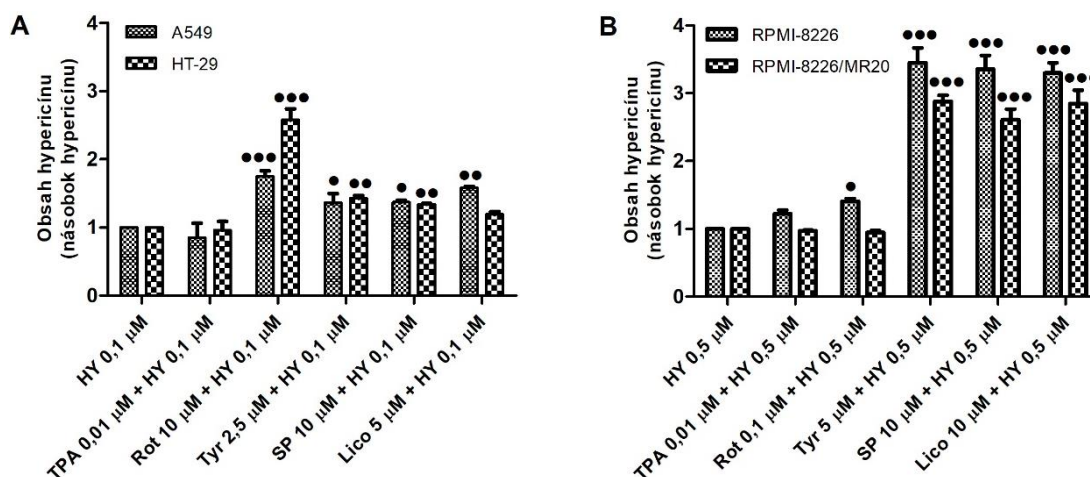 A
4
3
2
1
0
Obsah hypericínu
(násobok hypericínu)
A549
HT-29
●●●
●●●
●
●●
●
●●
●●
HY 0,1 µM
TPA 0,01 µM + HY 0,1 µM
Rot 10 µM + HY 0,1 µM
Tyr 2,5 µM + HY 0,1 µM
SP 10 µM + HY 0,1 µM
Lico 5 µM + HY 0,1 µM
B
4
3
2
1
0
Obsah hypericínu
(násobok hypericínu)
RPMI-8226
RPMI-8226/MR20
●
●●●
●●●
●●●
●●●
●●●
●●●
HY 0,5 µM
TPA 0,01 µM + HY 0,5 µM
Rot 0,1 µM + HY 0,5 µM
Tyr 5 µM + HY 0,5 µM
SP 10 µM + HY 0,5 µM
Lico 10 µM + HY 0,5 µM